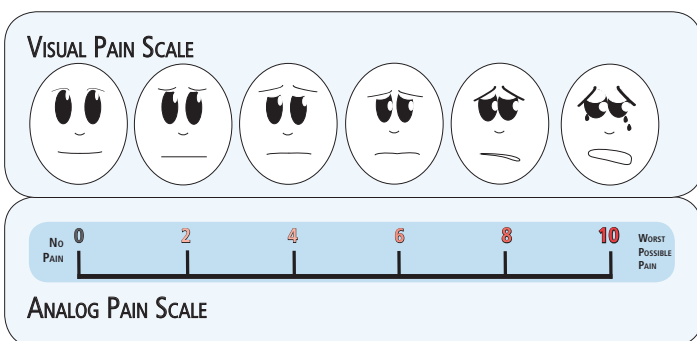 VISUAL PAIN SCALE
0 2 4 6 8 10
NO
PAIN
WORST
POSSIBLE
PAIN
ANALOG PAIN SCALE